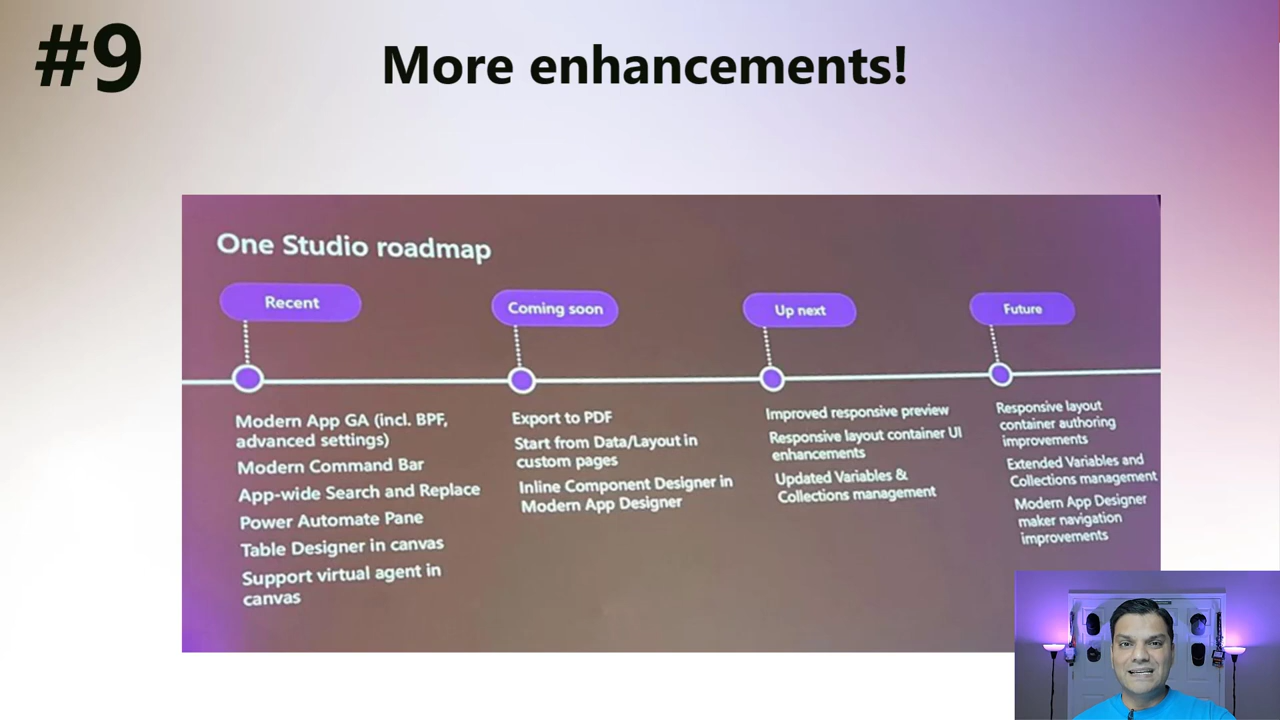 #9
More enhancements!
One Studio roadmap
Recent
Modern App GA (incl. BPF,
advanced settings)
Modern Command Bar
App-wide Search and Replace
Power Automate Pane
Table Designer in canvas
Support virtual agent in
canvas
Coming soon
Export to PDF
Start from Data/Layout in
custom pages
Inline Component Designer in
Modern App Designer
Up next
Improved responsive preview
Responsive layout container UI
enhancements
Updated Variables &
Collections management
Future
Responsive layout
container authoring
improvements
Extended Variables and
Collections management
Modern App Designer
maker navigation
improvements